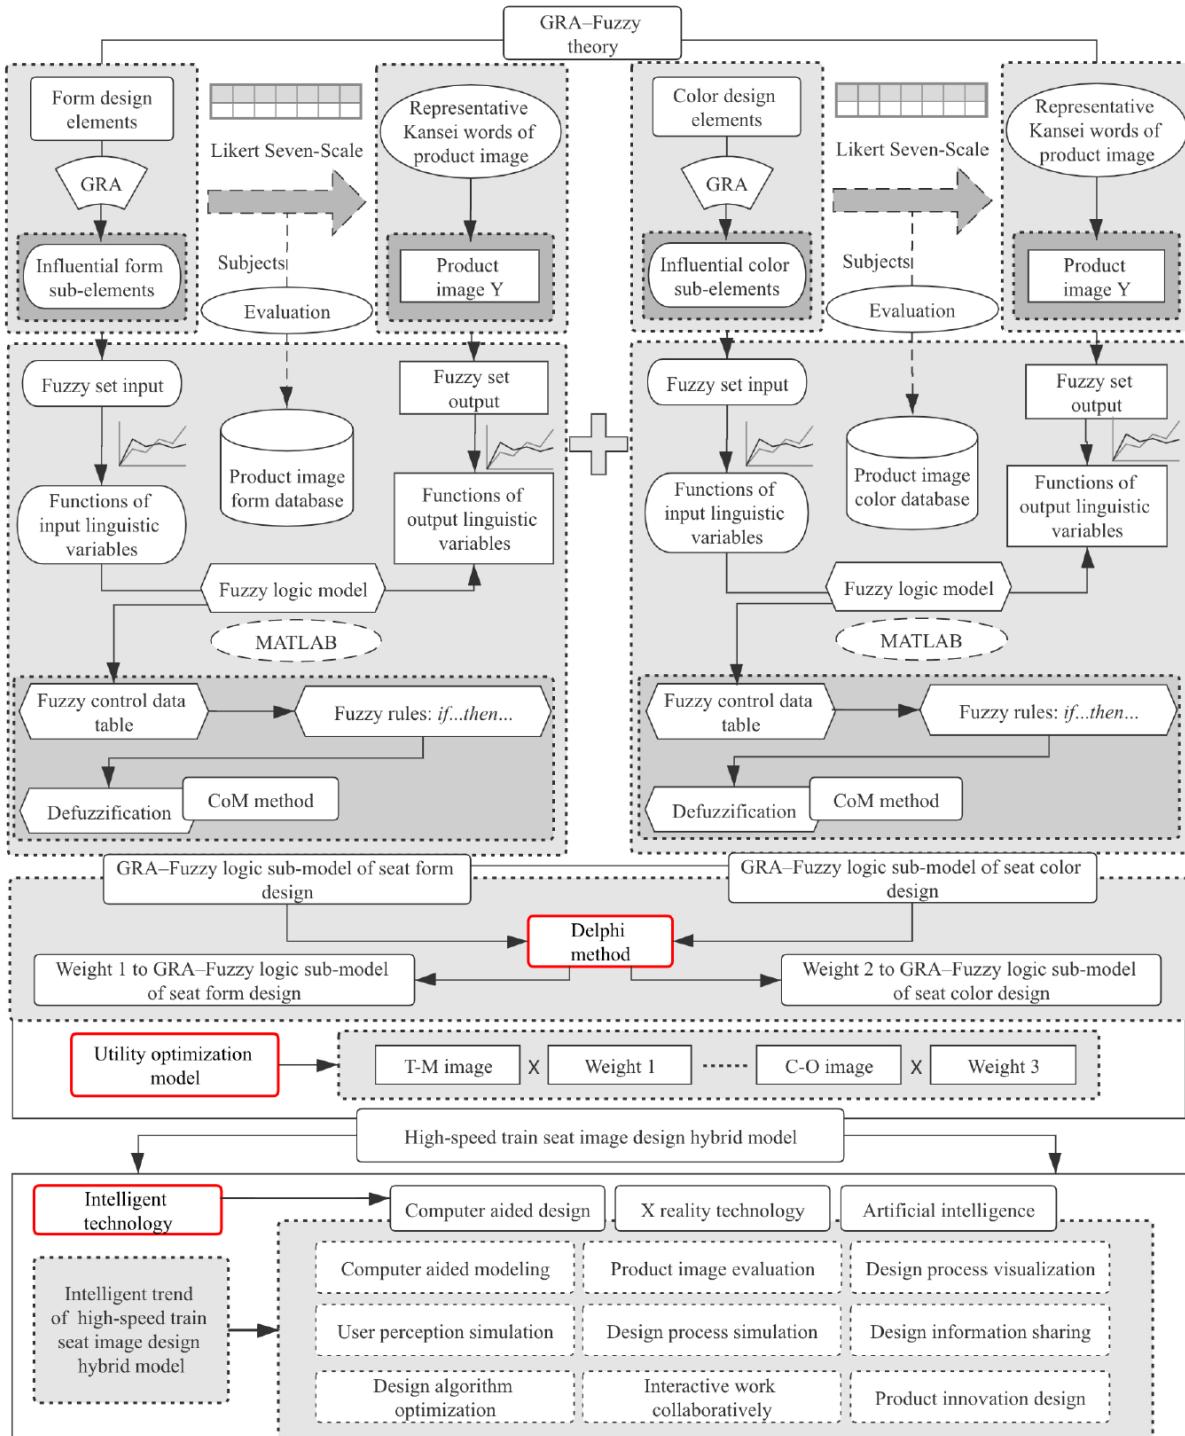 GRA–Fuzzy
theory
Form design
elements
GRA
Influential form
sub-elements
Likert Seven-Scale
Subjects
Evaluation
Representative
Kansei words of
product image
Product
image Y
Fuzzy set input
Functions of
input linguistic
variables
Product image
form database
Fuzzy set
output
Functions of
output linguistic
variables
Fuzzy logic model
MATLAB
Fuzzy control data
table
Fuzzy rules: if...then...
Defuzzification
CoM method
Color design
elements
GRA
Influential color
sub-elements
Likert Seven-Scale
Subjects
Evaluation
Representative
Kansei words of
product image
Product
image Y
Fuzzy set input
Functions of
input linguistic
variables
Product image
color database
Fuzzy set
output
Functions of
output linguistic
variables
Fuzzy logic model
MATLAB
Fuzzy control data
table
Fuzzy rules: if...then...
Defuzzification
CoM method
GRA–Fuzzy logic sub-model of seat form
design
GRA–Fuzzy logic sub-model of seat color
design
Delphi
method
Weight 1 to GRA–Fuzzy logic sub-model
of seat form design
Weight 2 to GRA–Fuzzy logic sub-model
of seat color design
Utility optimization
model
T-M image X Weight 1 ...... C-O image X Weight 3
High-speed train seat image design hybrid model
Intelligent
technology
Computer aided design
X reality technology
Artificial intelligence
Intelligent trend
of high-speed train
seat image design
hybrid model
Computer aided modeling
Product image evaluation
Design process visualization
User perception simulation
Design process simulation
Design information sharing
Design algorithm
optimization
Interactive work
collaboratively
Product innovation design